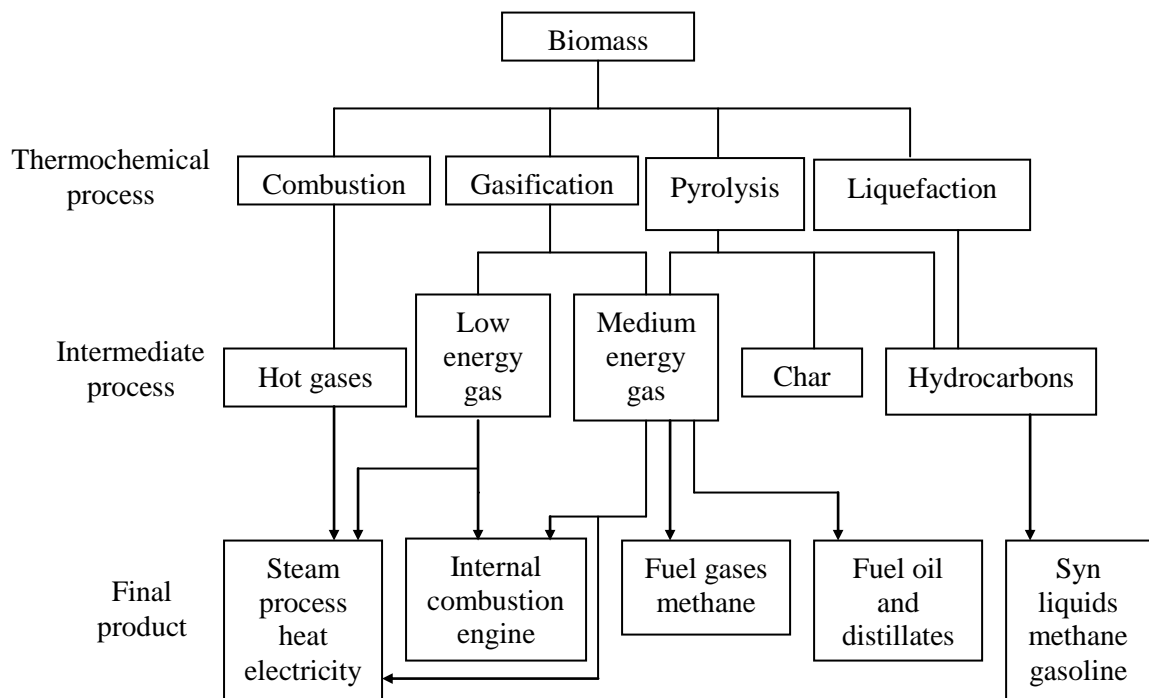 Biomass
Thermochemical
process
Combustion
Gasification
Pyrolysis
Liquefaction
Intermediate
process
Hot gases
Low
energy
gas
Medium
energy
gas
Char
Hydrocarbons
Final
product
Steam
process
heat
electricity
Internal
combustion
engine
Fuel gases
methane
Fuel oil
and
distillates
Syn
liquids
methane
gasoline